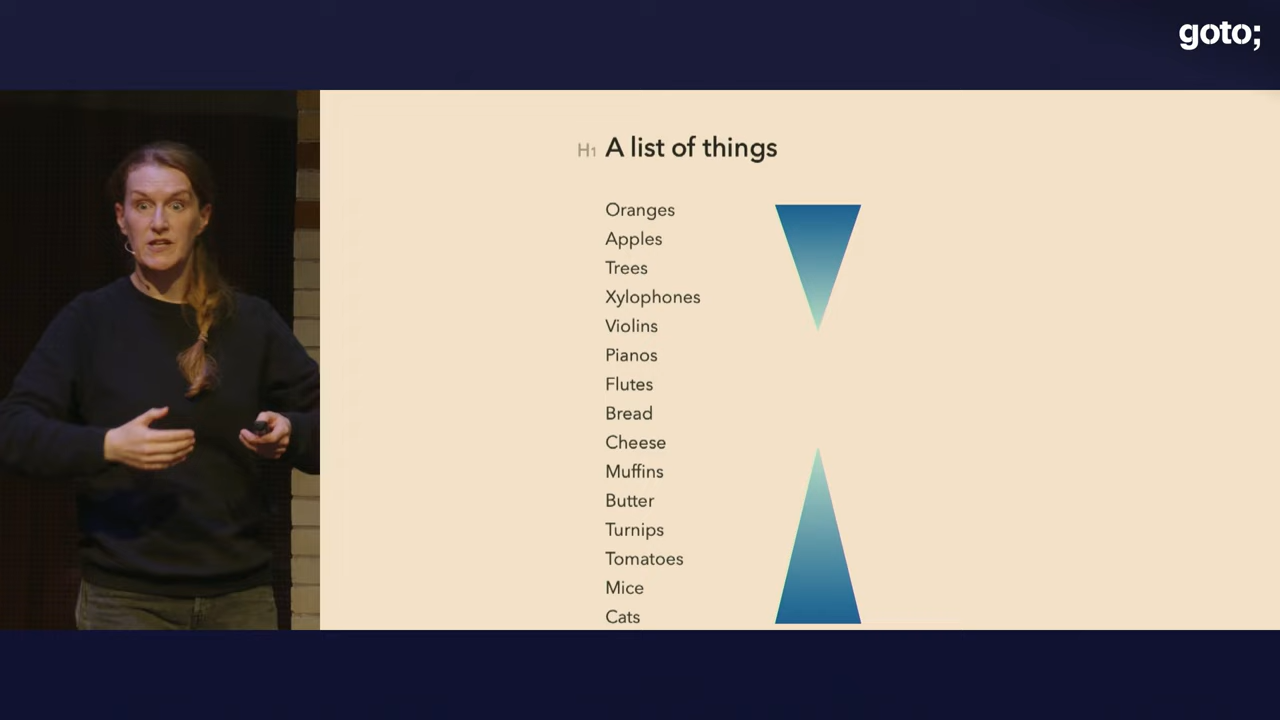 goto;
H1 A list of things
Oranges
Apples
Trees
Xylophones
Violins
Pianos
Flutes
Bread
Cheese
Muffins
Butter
Turnips
Tomatoes
Mice
Cats